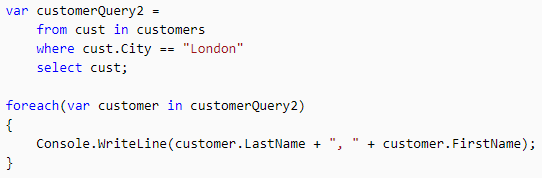 var customerQuery2 =
    from cust in customers
    where cust.City == "London"
    select cust;

foreach(var customer in customerQuery2)
{
    Console.WriteLine(customer.LastName + ", " + customer.FirstName);
}